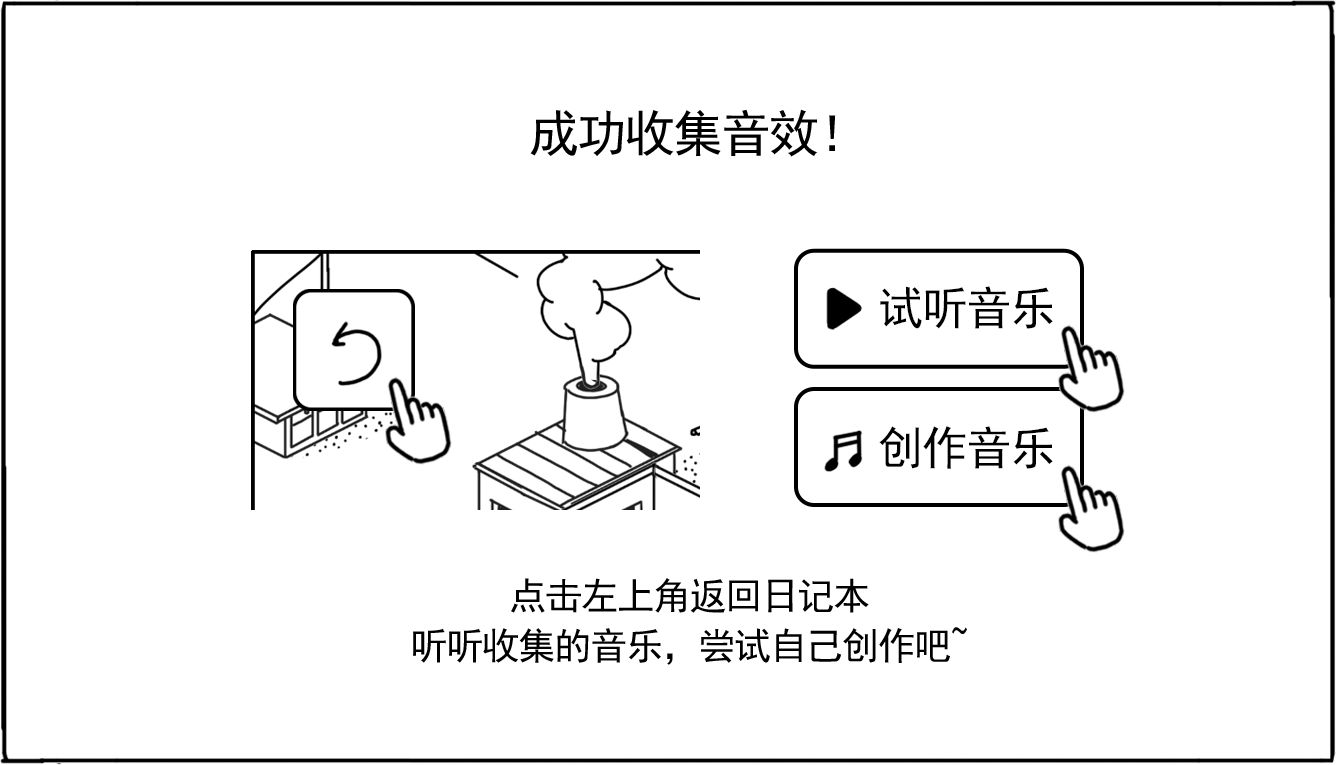 成功收集音效！
试听音乐
创作音乐
点击左上角返回日记本
听听收集的音乐，尝试自己创作吧~